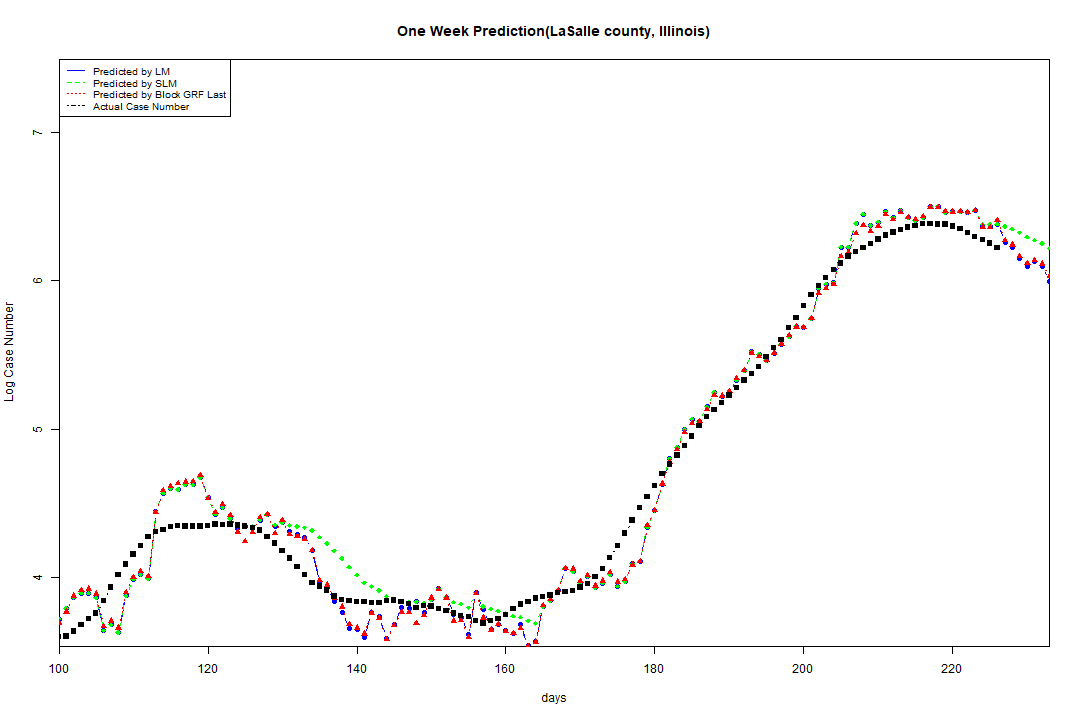 One Week Prediction(LaSalle county, Illinois)
Predicted by LM
Predicted by SLM
Predicted by Block GRF Last
Actual Case Number
7
6
5
4
Log Case Number
100 120 140 160 180 200 220
days